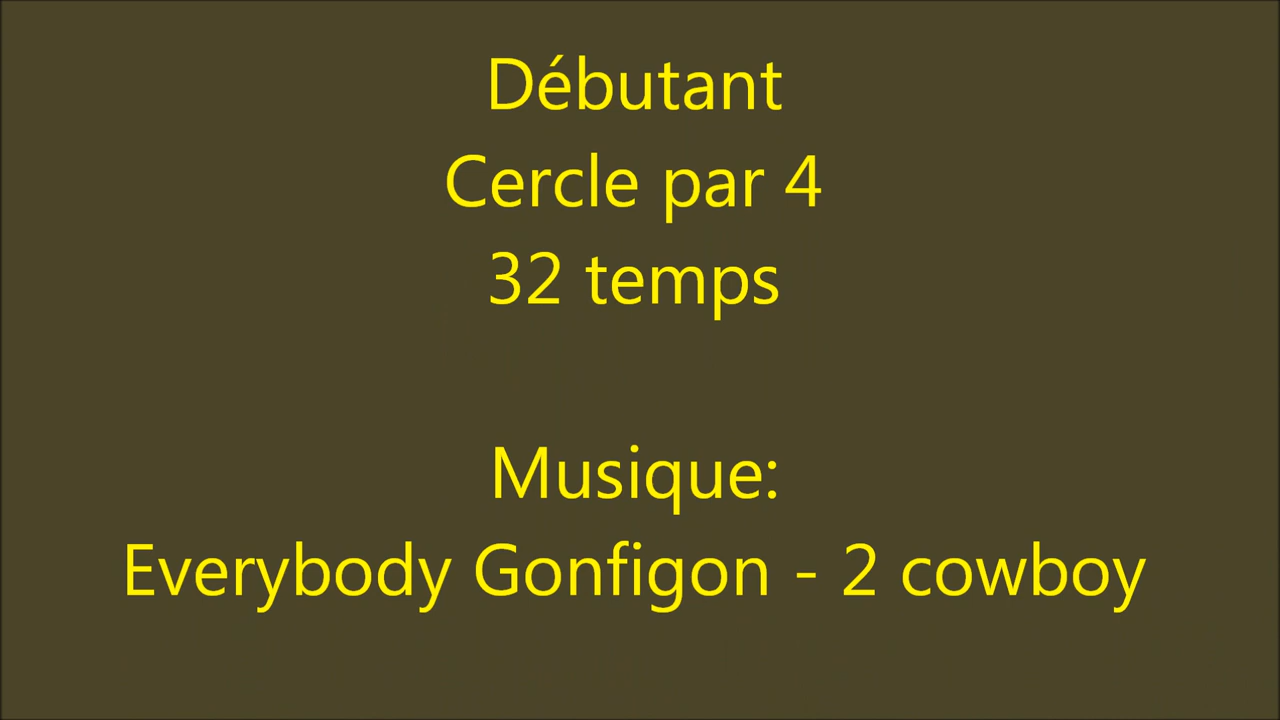 Débutant
Cercle par 4
32 temps
Musique:
Everybody Gonfigon - 2 cowboy